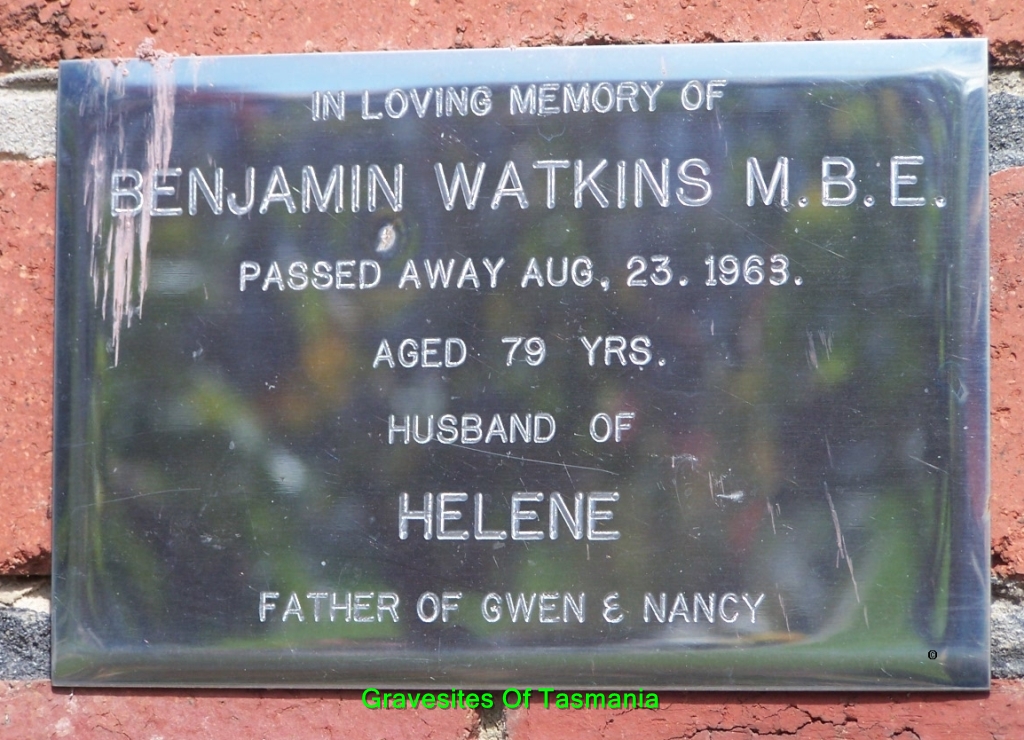 IN LOVING MEMORY OF
BENJAMIN WATKINS M.B.E.
PASSED AWAY AUG, 23. 1963.
AGED 79 YRS.
HUSBAND OF
HELENE
FATHER OF GWEN & NANCY
Gravesites Of Tasmania